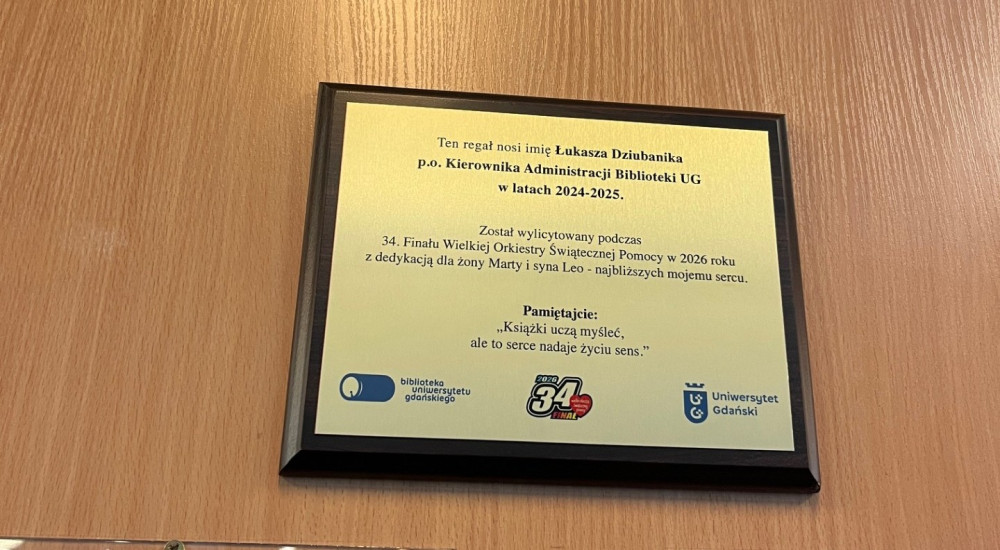 Ten regał nosi imię Łukasza Dziubanika
p.o. Kierownika Administracji Biblioteki UG
w latach 2024-2025.
Został wylicytowany podczas
34. Finału Wielkiej Orkiestry Świątecznej Pomocy w 2026 roku
z dedykacją dla żony Marty i syna Leo - najbliższych mojemu sercu.
Pamiętajcie:
„Książki uczą myśleć,
ale to serce nadaje życiu sens.”
biblioteka
uniwersytetu
gdańskiego
2026
34
FINAŁ
Uniwersytet
Gdański